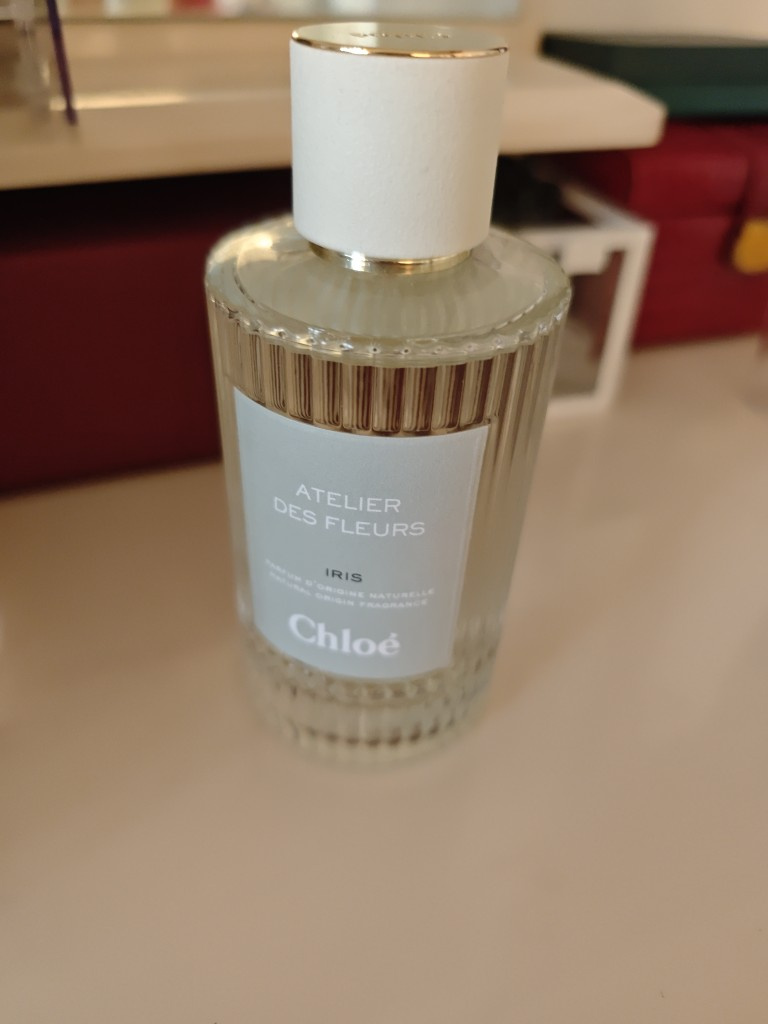 ATELIER
DES FLEURS
IRIS
PARFUM D'ORIGINE NATURELLE
NATURAL ORIGIN FRAGRANCE
Chloé